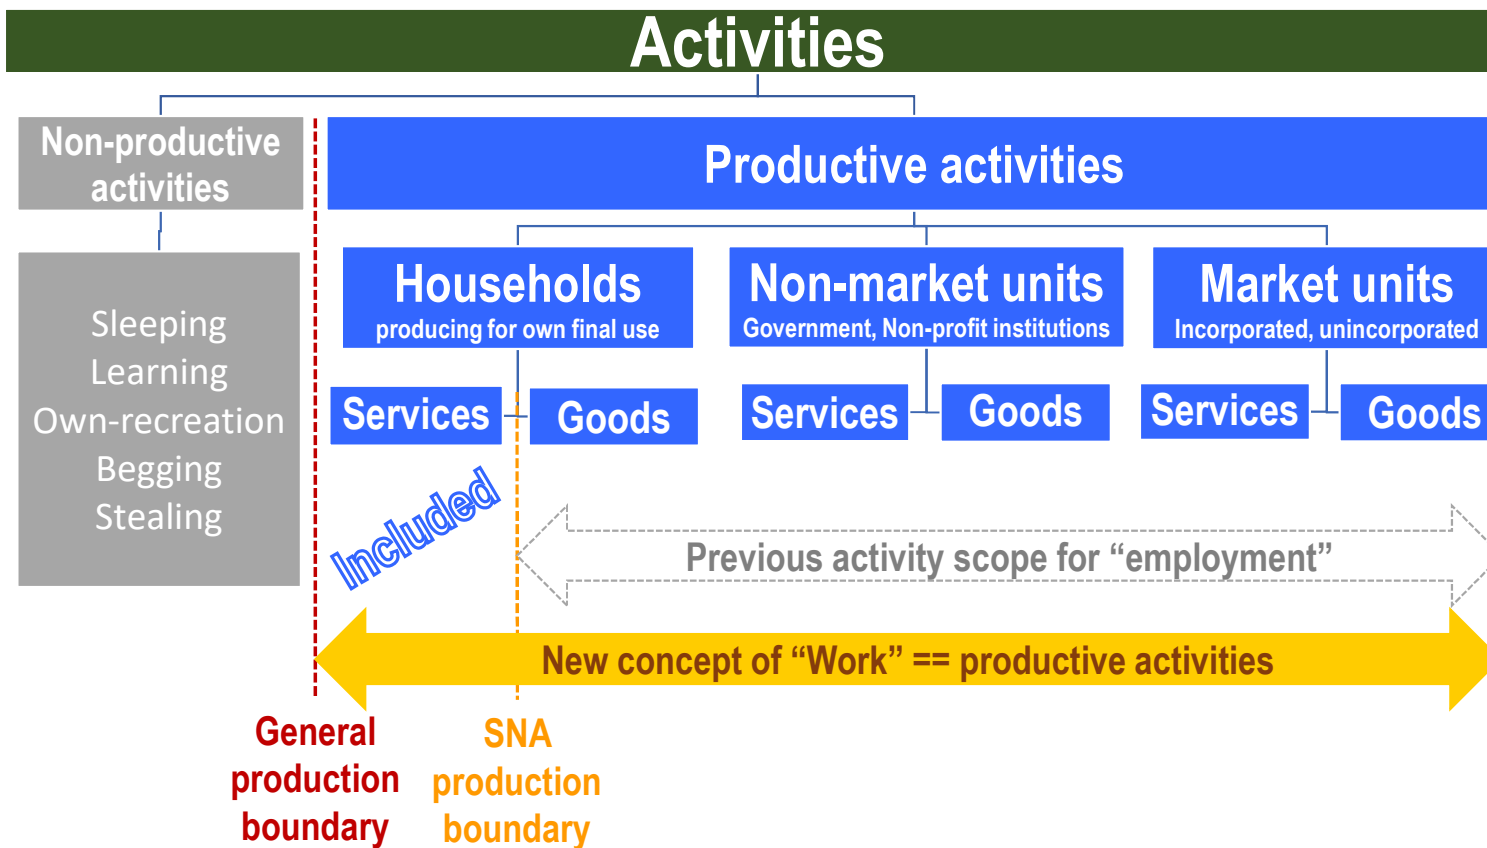 Activities
Non-productive
activities
Productive activities
Sleeping
Learning
Own-recreation
Begging
Stealing
Households
producing for own final use
Non-market units
Government, Non-profit institutions
Market units
Incorporated, unincorporated
Services
Goods
Services
Goods
Services
Goods
Included
Previous activity scope for “employment”
New concept of “Work” == productive activities
General
production
boundary
SNA
production
boundary